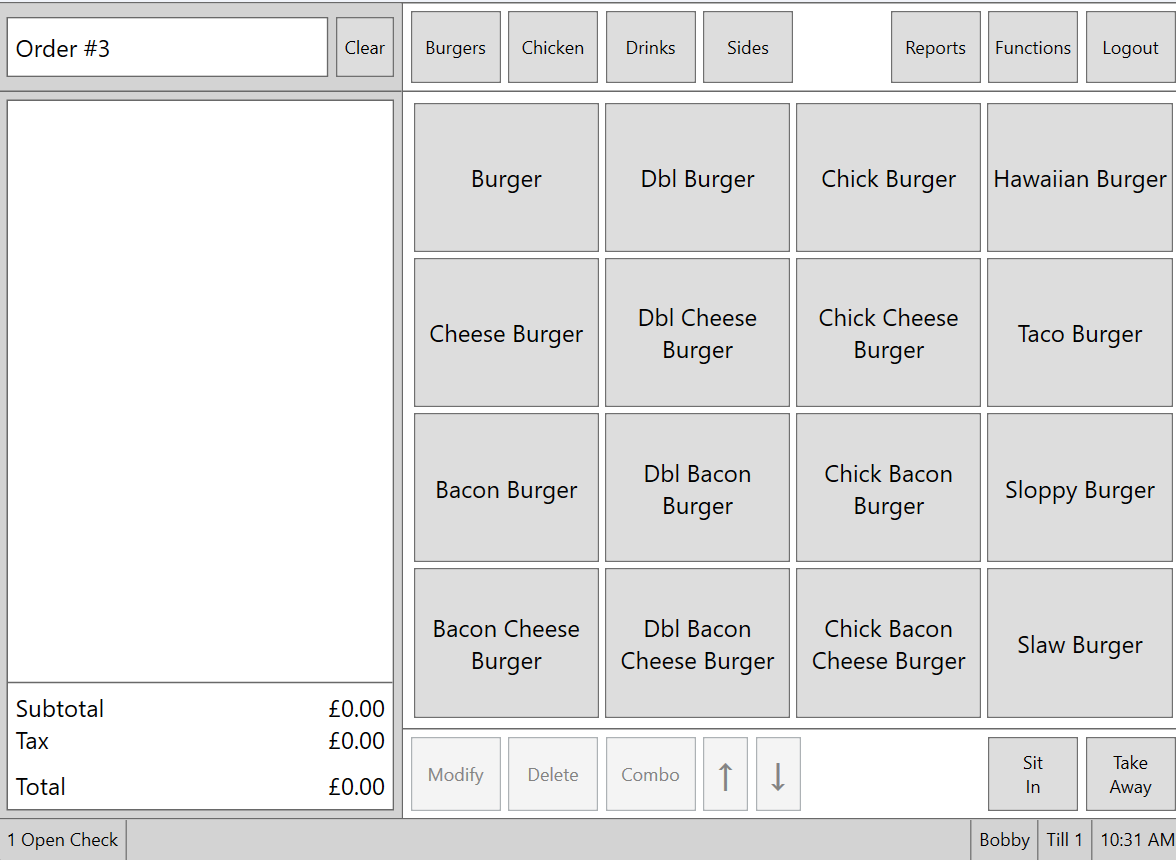 Order #3
Clear
Burgers
Chicken
Drinks
Sides
Reports
Functions
Logout
Burger
Dbl Burger
Chick Burger
Hawaiian Burger
Cheese Burger
Dbl Cheese
Burger
Chick Cheese
Burger
Taco Burger
Bacon Burger
Dbl Bacon
Burger
Chick Bacon
Burger
Sloppy Burger
Bacon Cheese
Burger
Dbl Bacon
Cheese Burger
Chick Bacon
Cheese Burger
Slaw Burger
Subtotal £0.00
Tax £0.00
Total £0.00
Modify
Delete
Combo
↑
↓
Sit
In
Take
Away
1 Open Check
Bobby
Till 1
10:31 AM